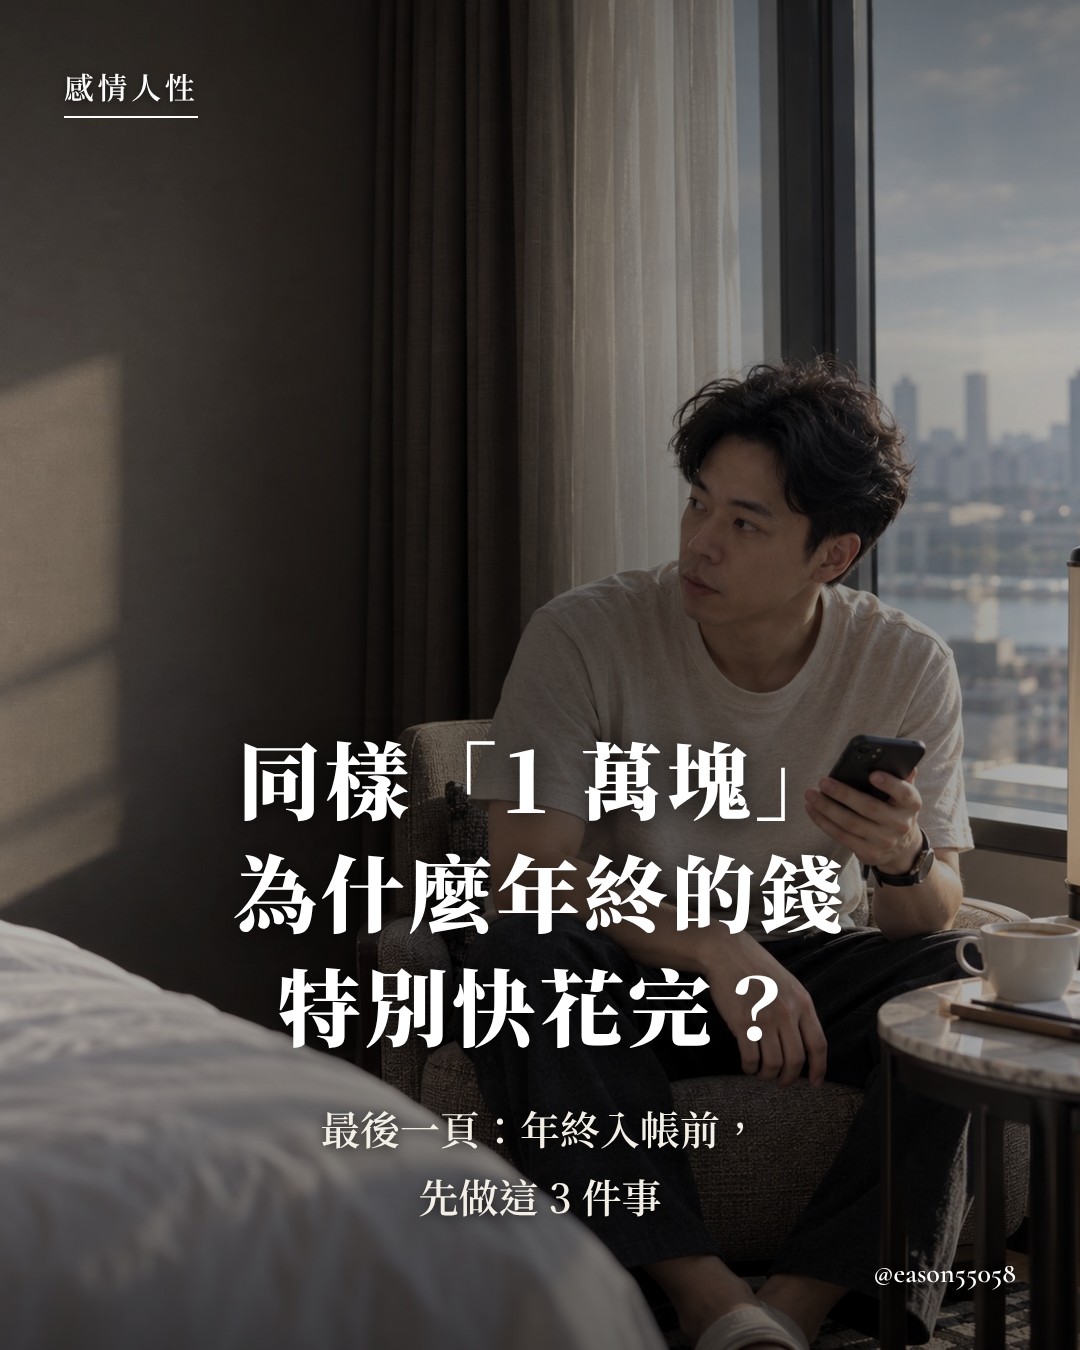 感情人性
同樣「1 萬塊」
為什麼年終的錢
特別快花完？
最後一頁：年終入帳前，
先做這 3 件事
@eason55058